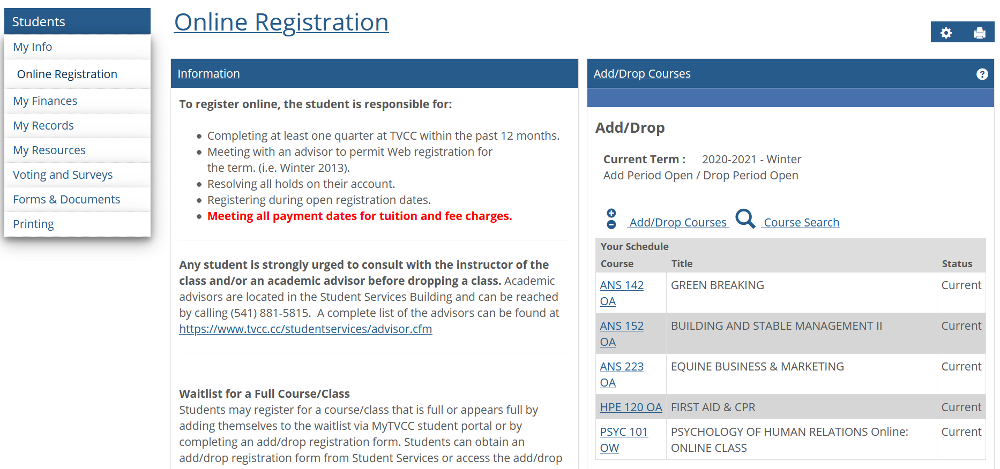 Students
My Info
Online Registration
My Finances
My Records
My Resources
Voting and Surveys
Forms & Documents
Printing
Online Registration
Information
To register online, the student is responsible for:
Completing at least one quarter at TVCC within the past 12 months.
Meeting with an advisor to permit Web registration for
the term. (i.e. Winter 2013).
Resolving all holds on their account.
Registering during open registration dates.
Meeting all payment dates for tuition and fee charges.
Any student is strongly urged to consult with the instructor of the
class and/or an academic advisor before dropping a class. Academic
advisors are located in the Student Services Building and can be reached
by calling (541) 881-5815.  A complete list of the advisors can be found at
https://www.tvcc.cc/studentservices/advisor.cfm
Waitlist for a Full Course/Class
Students may register for a course/class that is full or appears full by
adding themselves to the waitlist via MyTVCC student portal or by
completing an add/drop registration form. Students can obtain an
add/drop registration form from Student Services or access the add/drop
Add/Drop Courses
Add/Drop
Current Term : 2020-2021 - Winter
Add Period Open / Drop Period Open
Add/Drop Courses Course Search
Your Schedule
Course Title Status
ANS 142 GREEN BREAKING Current
OA
ANS 152 BUILDING AND STABLE MANAGEMENT II Current
OA
ANS 223 EQUINE BUSINESS & MARKETING Current
OA
HPE 120 OA FIRST AID & CPR Current
PSYC 101 PSYCHOLOGY OF HUMAN RELATIONS Online: Current
OW ONLINE CLASS